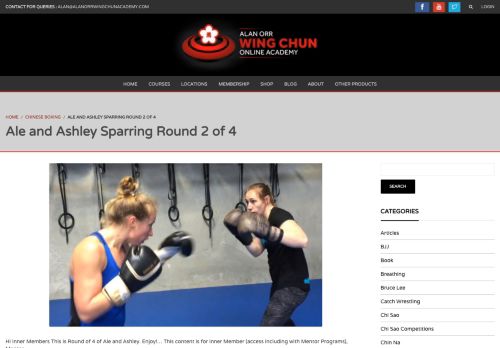 CONTACT FOR QUERIES : ALAN@ALANORRWINGCHUNACADEMY.COM
LOGIN
ALAN ORR
WING CHUN
ONLINE ACADEMY
HOME COURSES LOCATIONS MEMBERSHIP SHOP BLOG ABOUT OTHER PRODUCTS
HOME / CHINESE BOXING / ALE AND ASHLEY SPARRING ROUND 2 OF 4
Ale and Ashley Sparring Round 2 of 4
SEARCH
CATEGORIES
Articles
BJJ
Book
Breathing
Bruce Lee
Catch Wrestling
Chi Sao
Chi Sao Competitions
Chin Na
Hi Inner Members This is Round of 4 of Ale and Ashley. Enjoy!... This content is for Inner Member (access including with Mentor Programs),